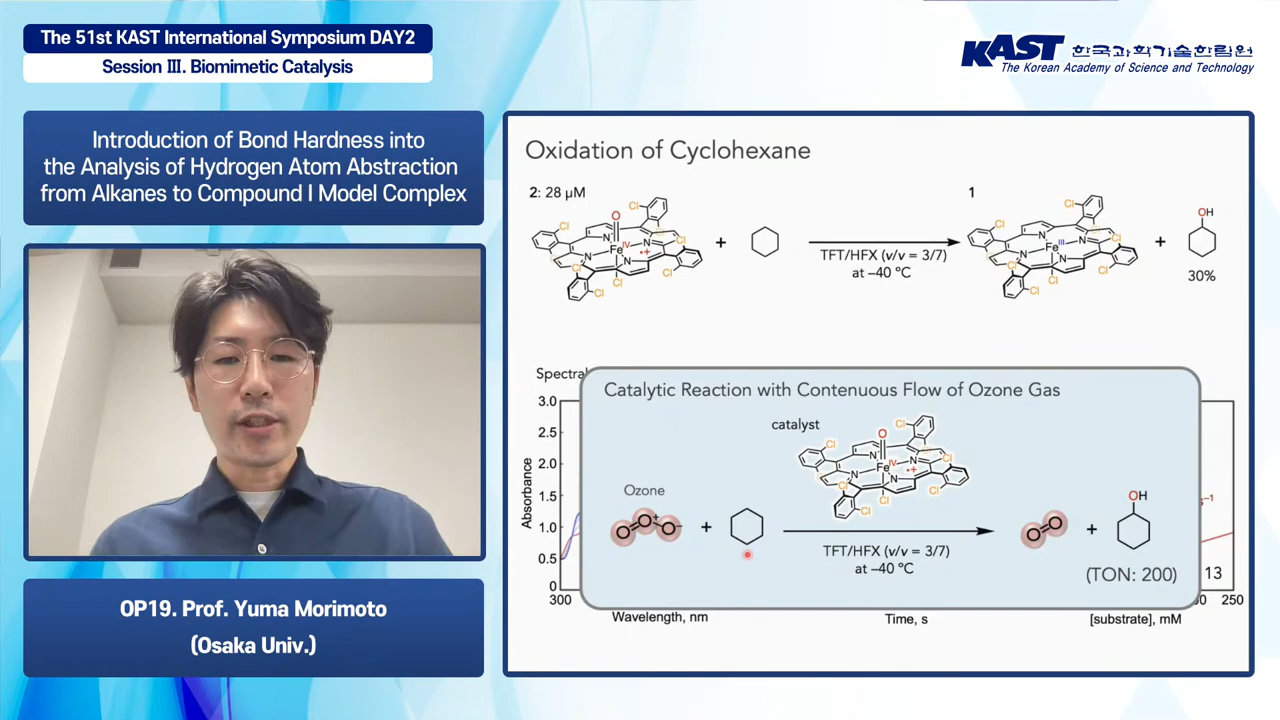 The 51st KAST International Symposium DAY2
Session Ⅲ. Biomimetic Catalysis
KAST 한국과학기술한림원
The Korean Academy of Science and Technology
Introduction of Bond Hardness into
the Analysis of Hydrogen Atom Abstraction
from Alkanes to Compound I Model Complex
OP19. Prof. Yuma Morimoto
(Osaka Univ.)
Oxidation of Cyclohexane
2: 28 µM
1
TFT/HFX (v/v = 3/7)
at –40 ºC
OH
30%
Spectral
Absorbance
3.0
2.5
2.0
1.5
1.0
0.5
0
300
Wavelength, nm
Time, s
250
[substrate], mM
Catalytic Reaction with Contenuous Flow of Ozone Gas
catalyst
Ozone
TFT/HFX (v/v = 3/7)
at –40 ºC
OH
(TON: 200)
13